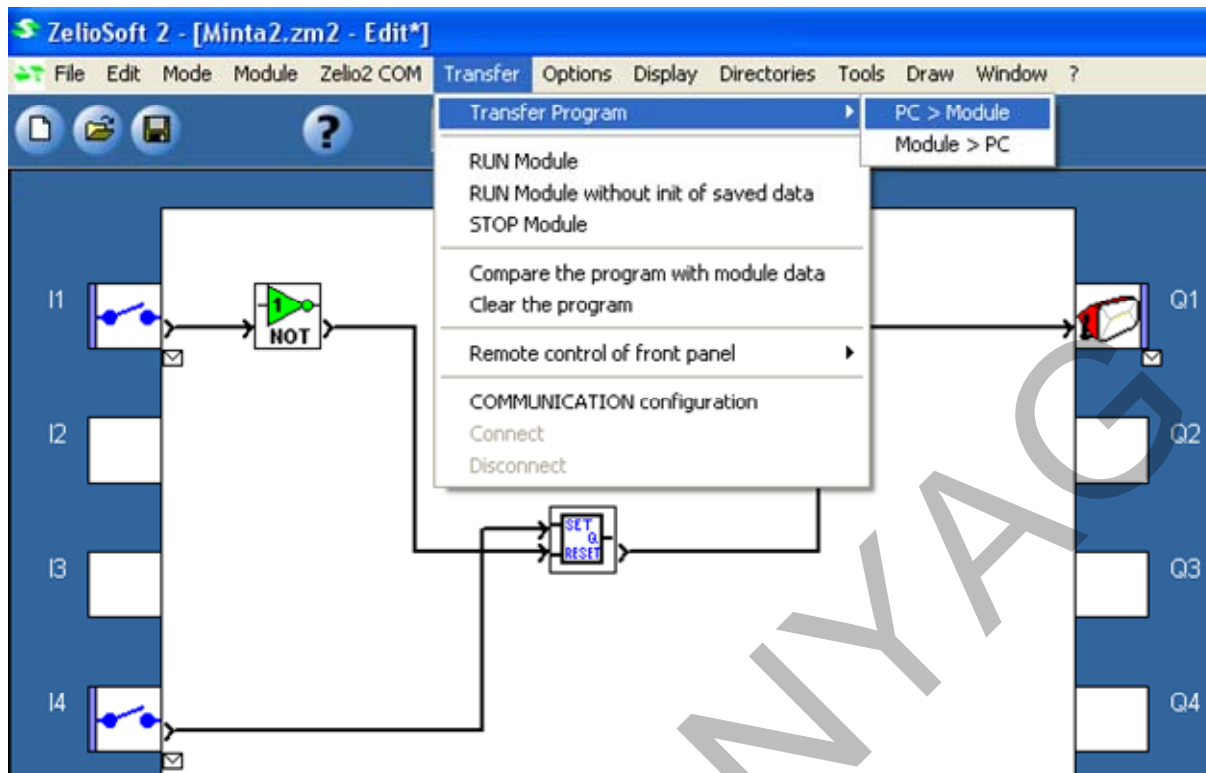 ZelioSoft 2 - [Minta2.zm2 - Edit*]
File Edit Mode Module Zelio2 COM Transfer Options Display Directories Tools Draw Window ?
Transfer Program
PC > Module
Module > PC
RUN Module
RUN Module without init of saved data
STOP Module
Compare the program with module data
Clear the program
Remote control of front panel
COMMUNICATION configuration
Connect
Disconnect
I1
1
NOT
Q1
I2
Q2
SET
Q
RESET
I3
Q3
I4
Q4
NYAG